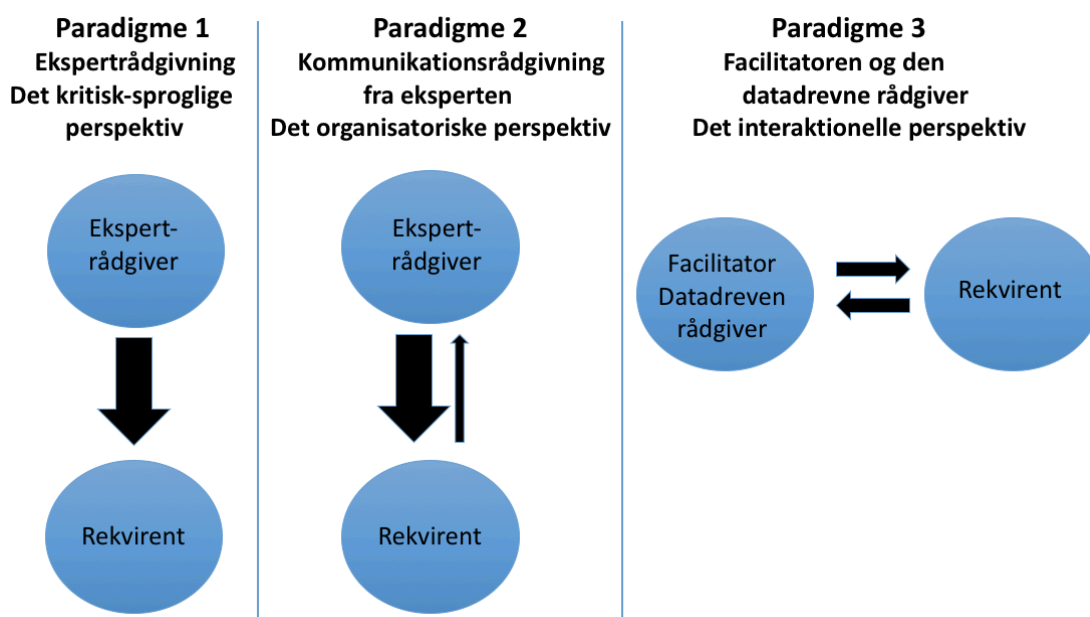 Paradigme 1
Ekspertrådgivning
Det kritisk-sproglige
perspektiv
Ekspert-
rådgiver
Rekvirent
Paradigme 2
Kommunikationsrådgivning
fra eksperten
Det organisatoriske perspektiv
Ekspert-
rådgiver
Rekvirent
Paradigme 3
Facilitatoren og den
datadrevne rådgiver
Det interaktionelle perspektiv
Facilitator
Datadreven
rådgiver
Rekvirent